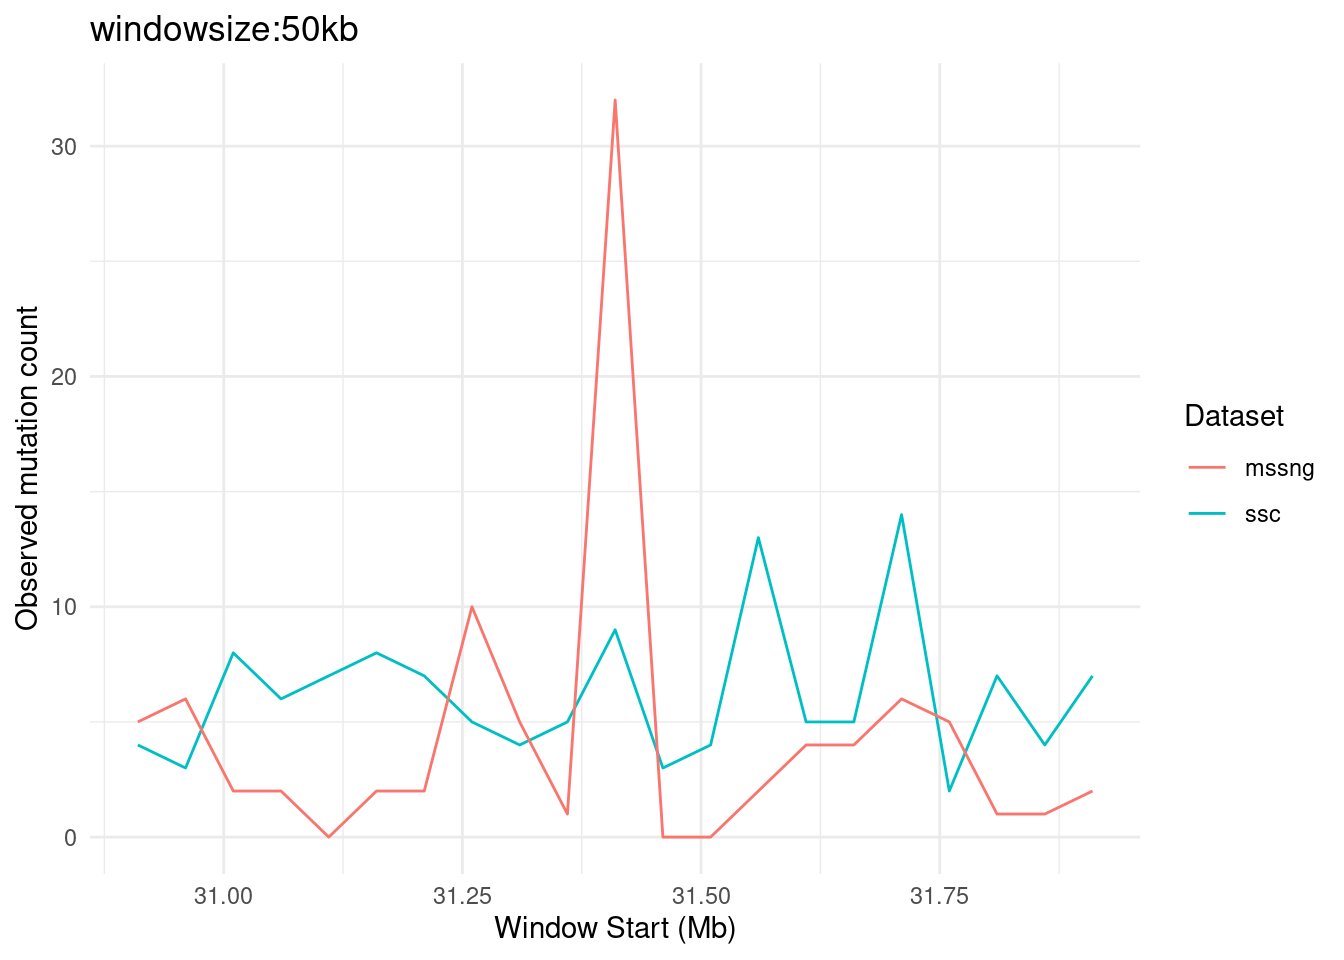 windowsize:50kb
Observed mutation count
30
20
10
0
31.00 31.25 31.50 31.75
Window Start (Mb)
Dataset
mssng
ssc